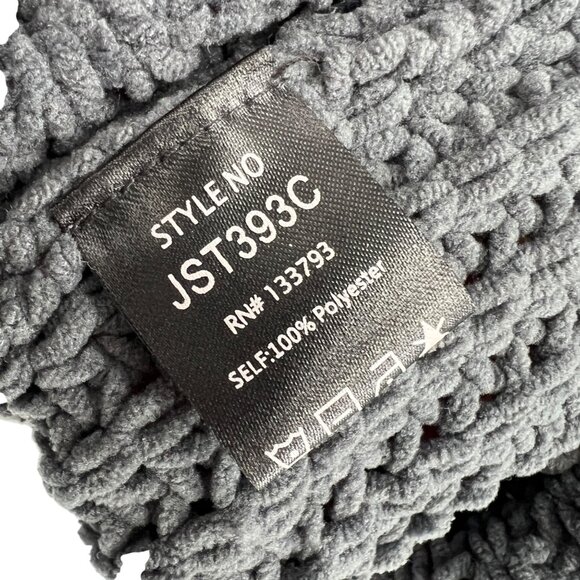 STYLE NO
JST393C
RN# 133793
SELF:100% Polyester